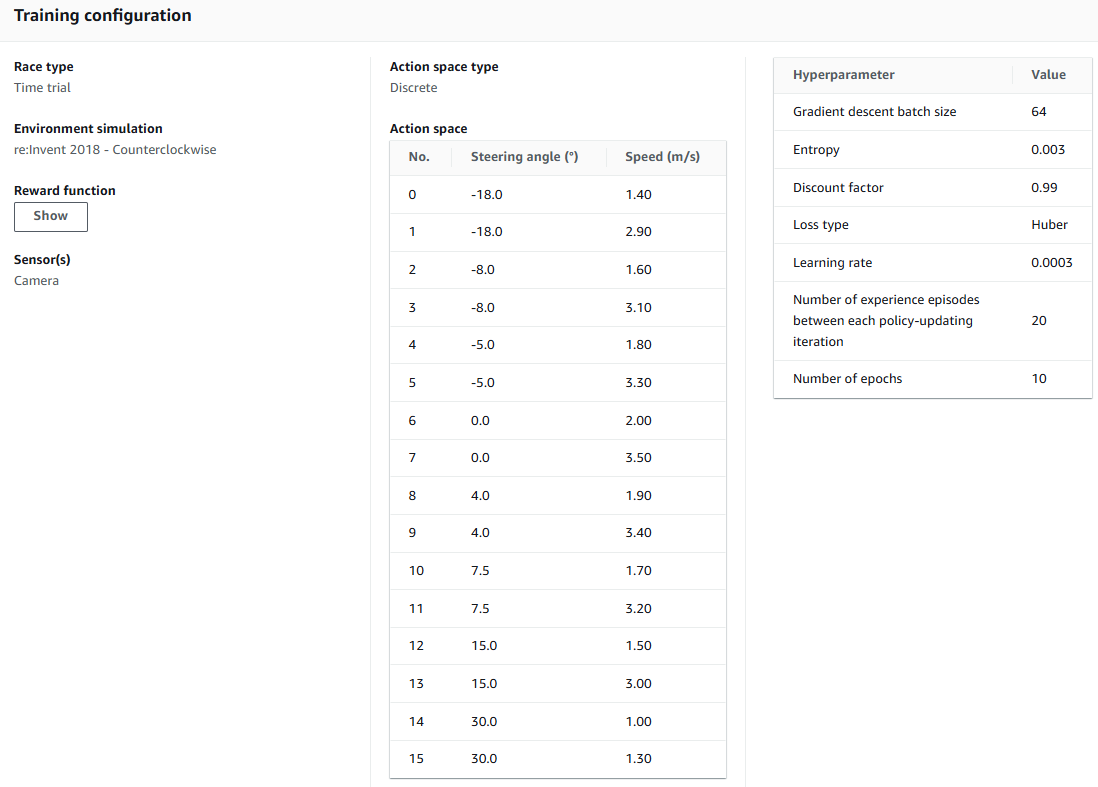 Training configuration
Race type
Time trial
Environment simulation
re:Invent 2018 - Counterclockwise
Reward function
Show
Sensor(s)
Camera
Action space type
Discrete
Action space
No. Steering angle (°) Speed (m/s)
0 -18.0 1.40
1 -18.0 2.90
2 -8.0 1.60
3 -8.0 3.10
4 -5.0 1.80
5 -5.0 3.30
6 0.0 2.00
7 0.0 3.50
8 4.0 1.90
9 4.0 3.40
10 7.5 1.70
11 7.5 3.20
12 15.0 1.50
13 15.0 3.00
14 30.0 1.00
15 30.0 1.30
Hyperparameter Value
Gradient descent batch size 64
Entropy 0.003
Discount factor 0.99
Loss type Huber
Learning rate 0.0003
Number of experience episodes
between each policy-updating 20
iteration
Number of epochs 10